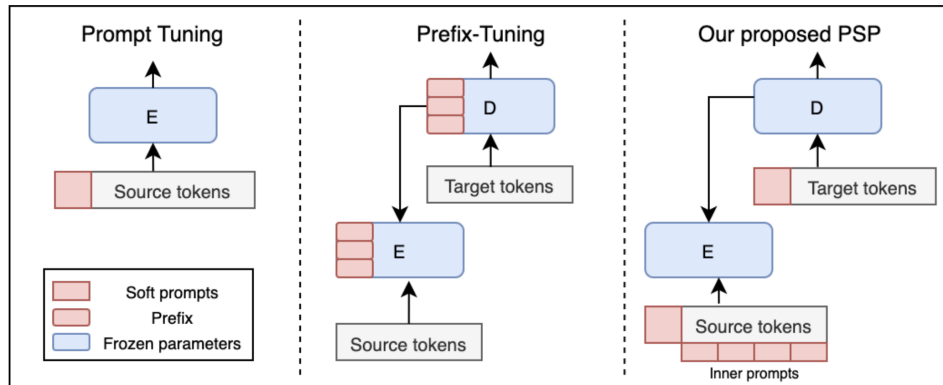 Prompt Tuning
E
Source tokens
Soft prompts
Prefix
Frozen parameters
Prefix-Tuning
D
Target tokens
E
Source tokens
Our proposed PSP
D
Target tokens
E
Source tokens
Inner prompts